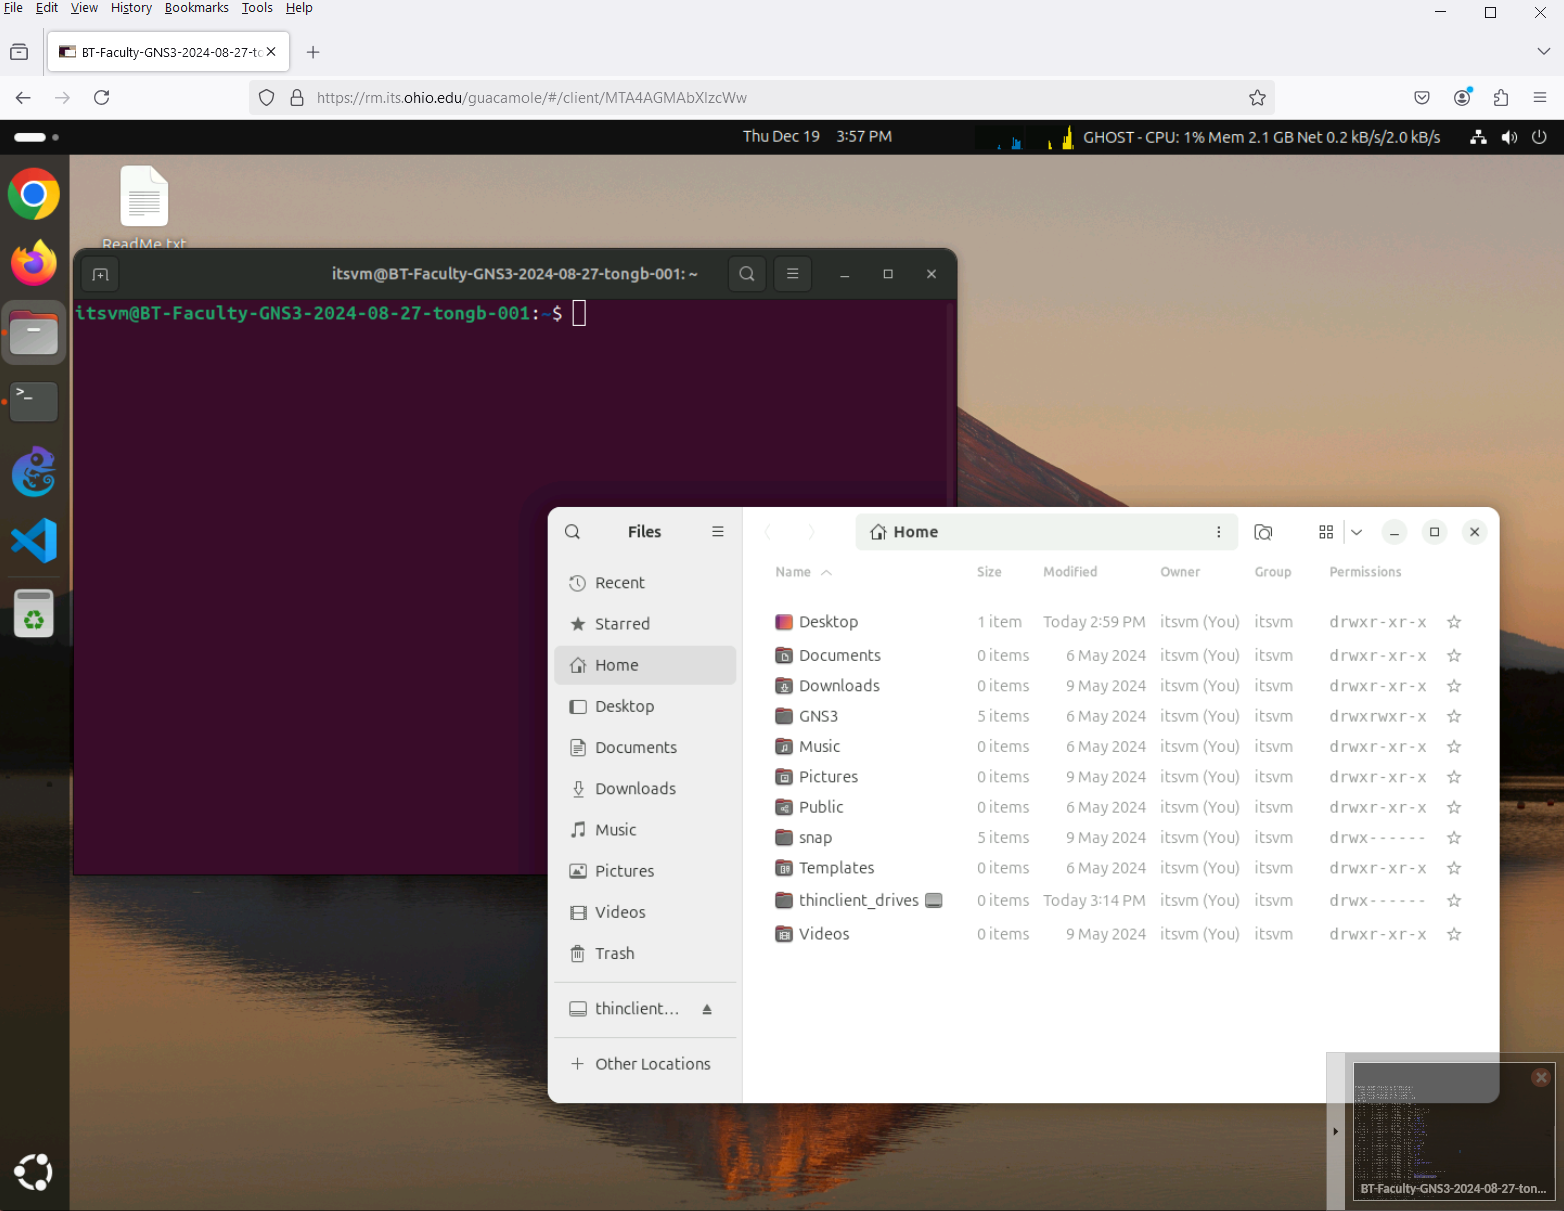 File Edit View History Bookmarks Tools Help
BT-Faculty-GNS3-2024-08-27-to
https://rm.its.ohio.edu/guacamole/#/client/MTA4AGMAbXlzcWw
Thu Dec 19 3:57 PM
GHOST - CPU: 1% Mem 2.1 GB Net 0.2 kB/s/2.0 kB/s
ReadMe.txt
itsvm@BT-Faculty-GNS3-2024-08-27-tongb-001: ~
itsvm@BT-Faculty-GNS3-2024-08-27-tongb-001:~$
>_
Files
Recent
Starred
Home
Desktop
Documents
Downloads
Music
Pictures
Videos
Trash
thinclient…
Other Locations
Home
Name Size Modified Owner Group Permissions
Desktop 1 item Today 2:59 PM itsvm (You) itsvm drwxr-xr-x
Documents 0 items 6 May 2024 itsvm (You) itsvm drwxr-xr-x
Downloads 0 items 9 May 2024 itsvm (You) itsvm drwxr-xr-x
GNS3 5 items 6 May 2024 itsvm (You) itsvm drwxrwxr-x
Music 0 items 6 May 2024 itsvm (You) itsvm drwxr-xr-x
Pictures 0 items 9 May 2024 itsvm (You) itsvm drwxr-xr-x
Public 0 items 6 May 2024 itsvm (You) itsvm drwxr-xr-x
snap 5 items 9 May 2024 itsvm (You) itsvm drwx------
Templates 0 items 6 May 2024 itsvm (You) itsvm drwxr-xr-x
thinclient_drives 0 items Today 3:14 PM itsvm (You) itsvm drwx------
Videos 0 items 9 May 2024 itsvm (You) itsvm drwxr-xr-x
BT-Faculty-GNS3-2024-08-27-ton...